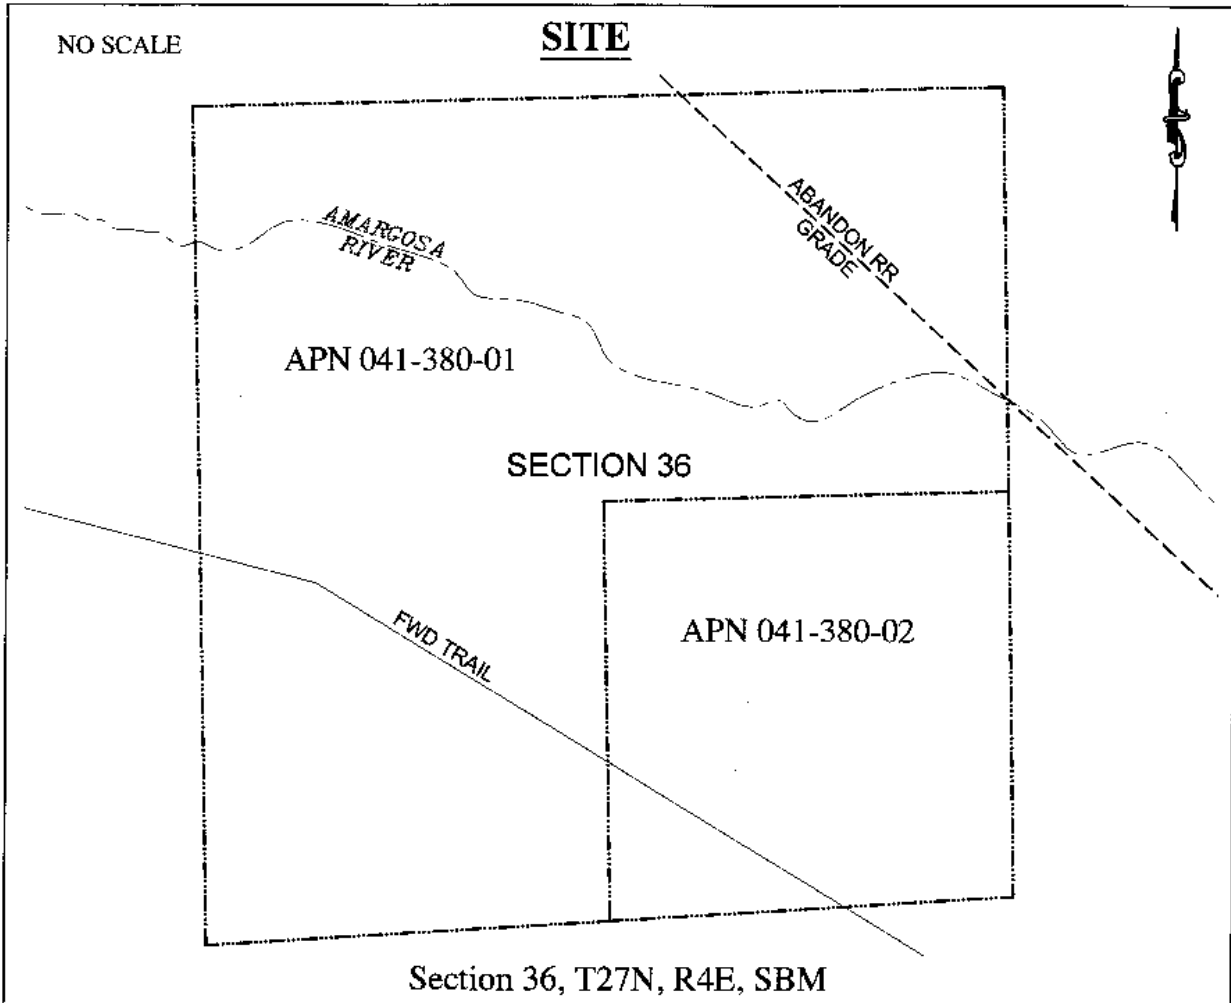 NO SCALE
SITE
ABANDON RR
GRADE
AMARGOSA
RIVER
APN 041-380-01
SECTION 36
FWD TRAIL
APN 041-380-02
Section 36, T27N, R4E, SBM